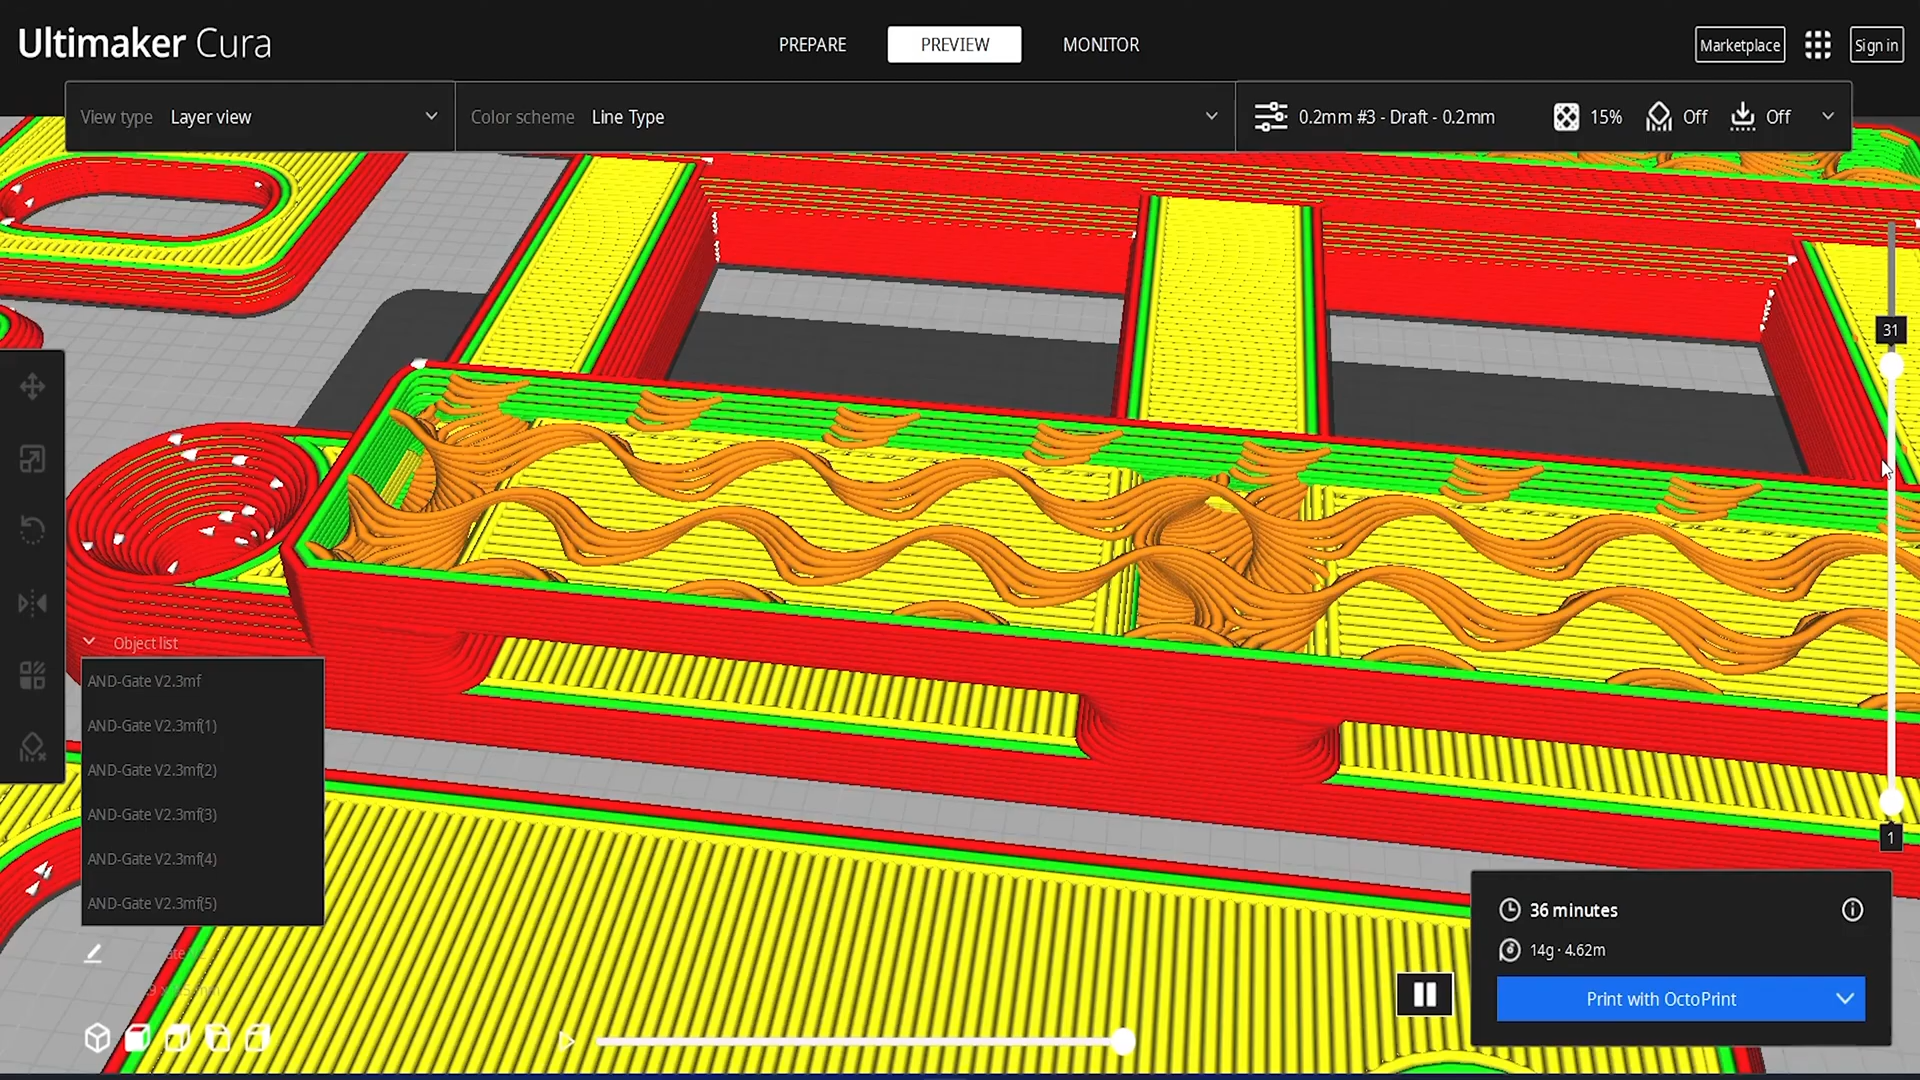 Ultimaker Cura
PREPARE
PREVIEW
MONITOR
Marketplace
Sign in
View type Layer view
Color scheme Line Type
0.2mm #3 - Draft - 0.2mm
15%
Off
Off
31
Object list
AND-Gate V2.3mf
AND-Gate V2.3mf(1)
AND-Gate V2.3mf(2)
AND-Gate V2.3mf(3)
AND-Gate V2.3mf(4)
AND-Gate V2.3mf(5)
1
36 minutes
14g · 4.62m
Print with OctoPrint